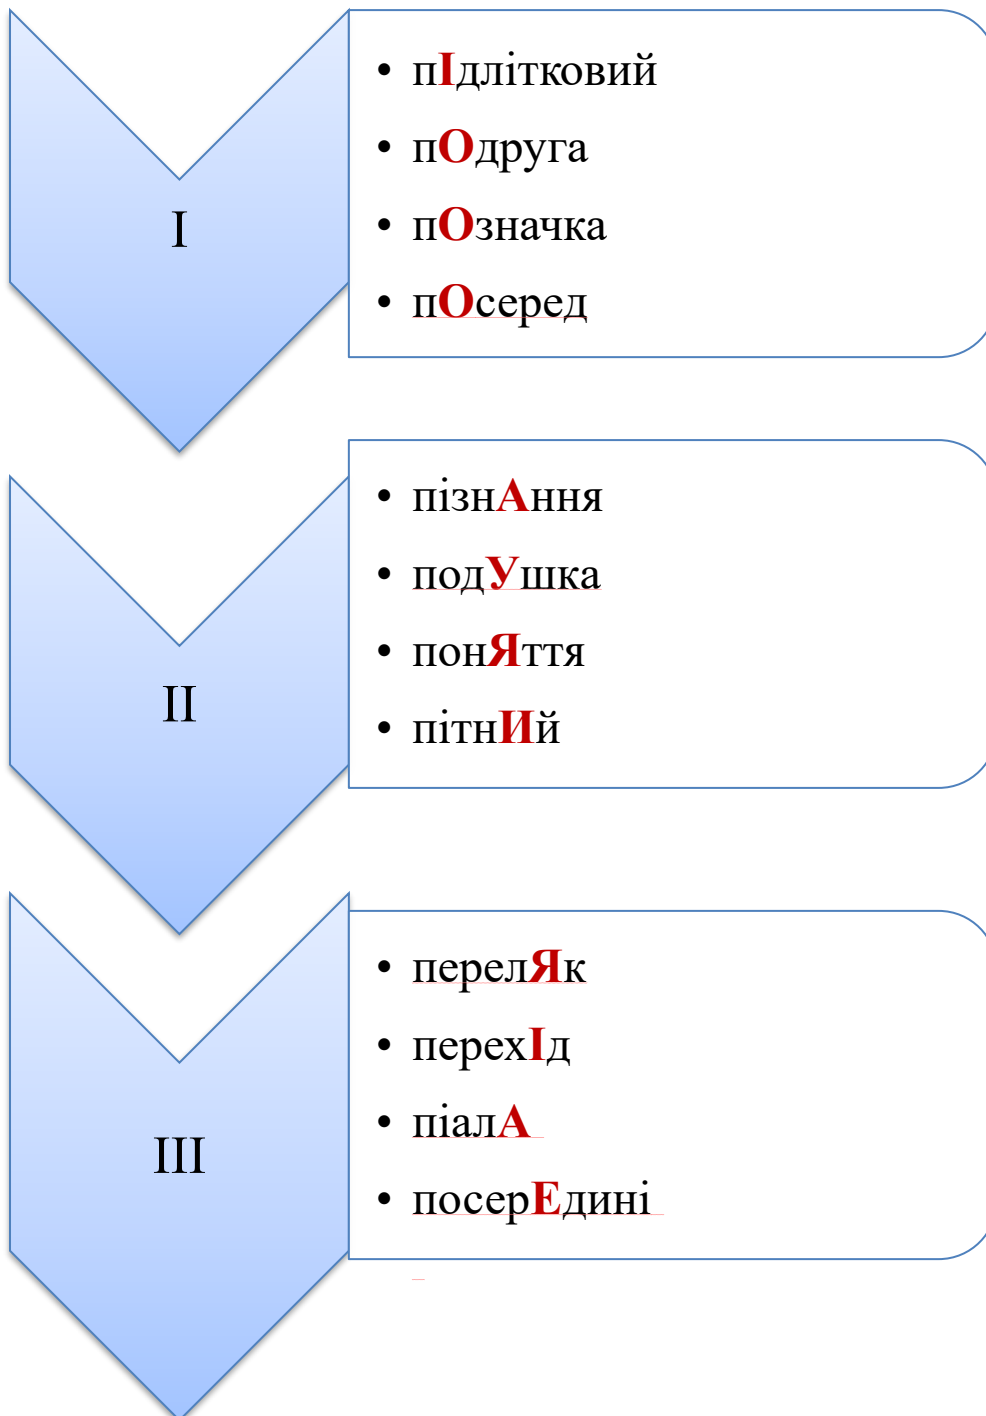 I
• пІдлітковий
• пОдруга
• пОзначка
• пОсеред
II
• пізнАння
• подУшка
• понЯття
• пітнИй
III
• перелЯк
• перехІд
• піалА
• посерЕдині